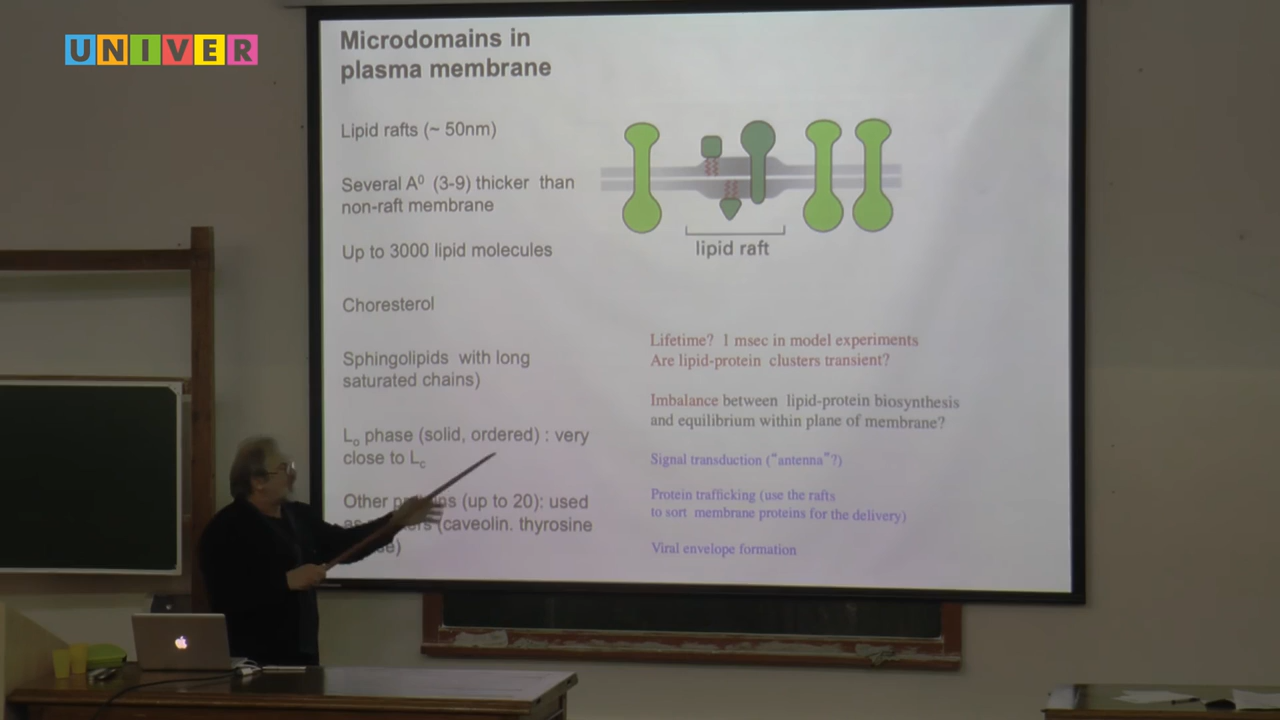 UNIVER
Microdomains in
plasma membrane
Lipid rafts (~ 50nm)
Several A⁰ (3-9) thicker than
non-raft membrane
Up to 3000 lipid molecules
Choresterol
Sphingolipids with long
saturated chains)
Lₒ phase (solid, ordered) : very
close to L꜀
Other (up to 20): used
(caveolin. thyrosine
lipid raft
Lifetime? 1 msec in model experiments
Are lipid-protein clusters transient?
Imbalance between lipid-protein biosynthesis
and equilibrium within plane of membrane?
Signal transduction ("antenna"?)
Protein trafficking (use the rafts
to sort membrane proteins for the delivery)
Viral envelope formation